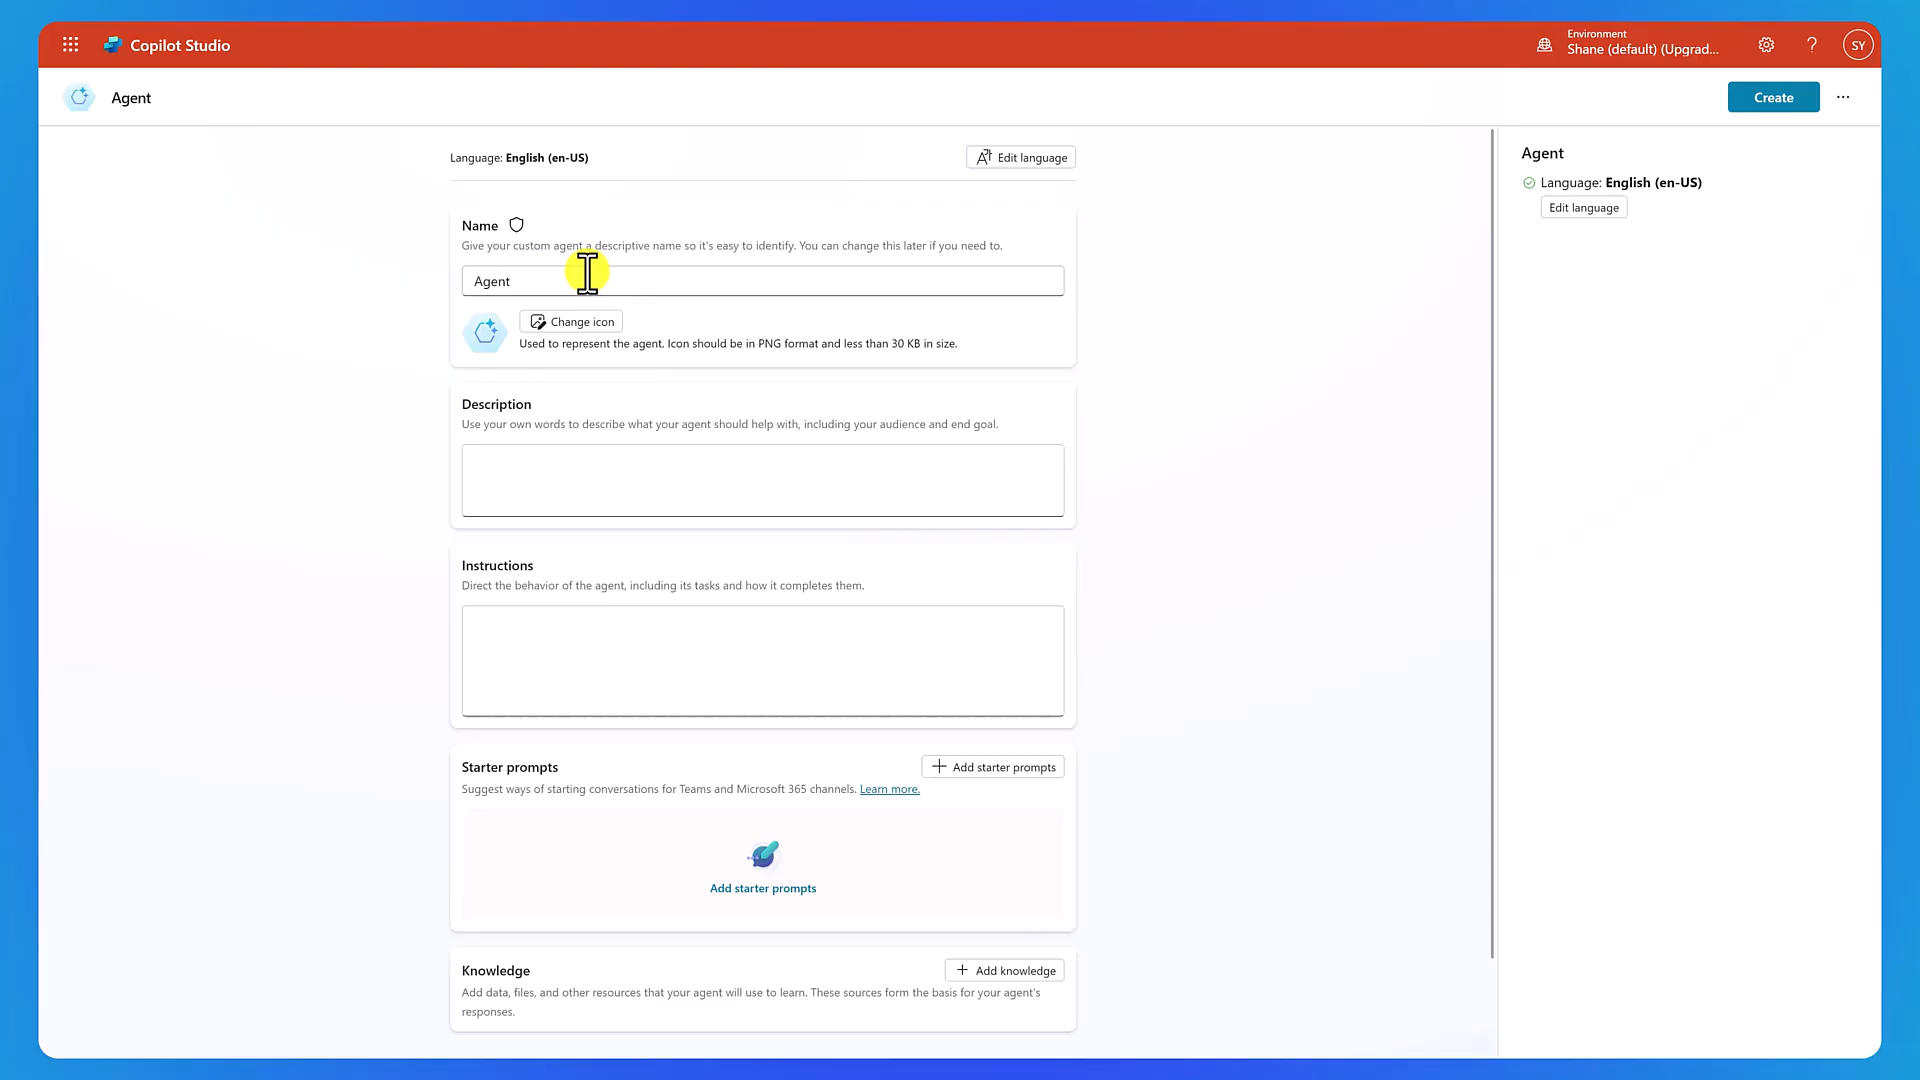 Copilot Studio
Environment
Shane (default) (Upgrad...
?
SY
Agent
Create
Language: English (en-US)
Edit language
Name
Give your custom agent a descriptive name so it's easy to identify. You can change this later if you need to.
Agent
Change icon
Used to represent the agent. Icon should be in PNG format and less than 30 KB in size.
Description
Use your own words to describe what your agent should help with, including your audience and end goal.
Instructions
Direct the behavior of the agent, including its tasks and how it completes them.
Starter prompts
Add starter prompts
Suggest ways of starting conversations for Teams and Microsoft 365 channels. Learn more.
Add starter prompts
Knowledge
Add knowledge
Add data, files, and other resources that your agent will use to learn. These sources form the basis for your agent's
responses.
Agent
Language: English (en-US)
Edit language